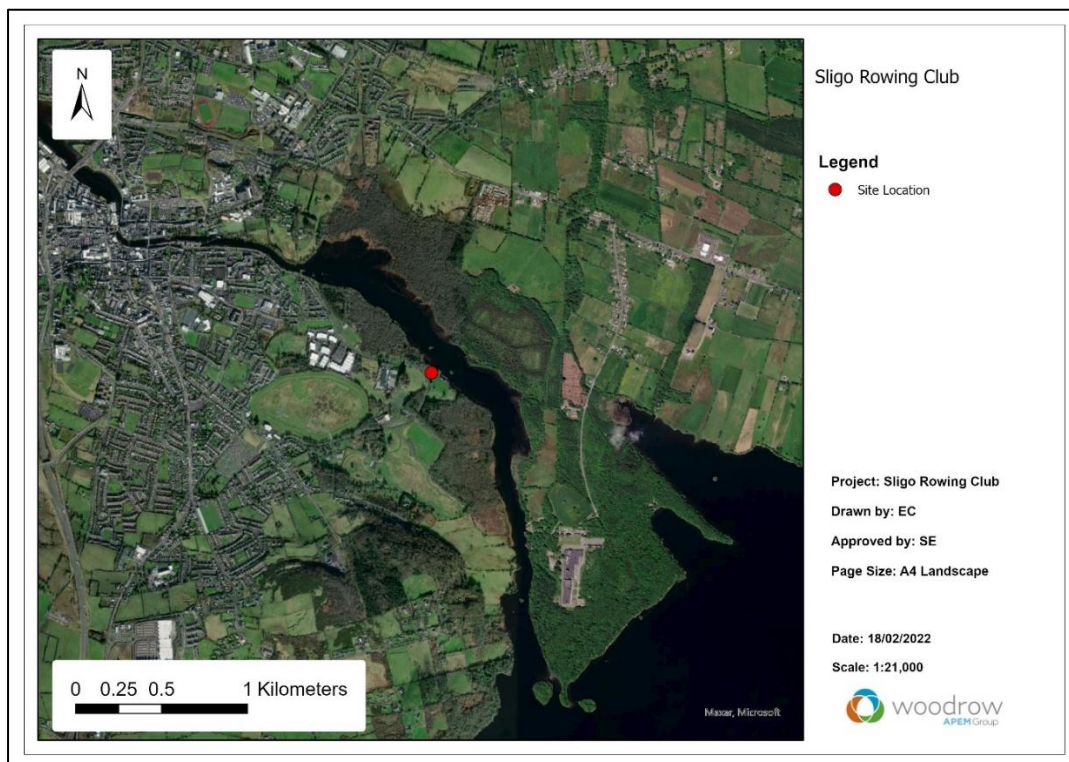 N
Sligo Rowing Club
Legend
Site Location
Project: Sligo Rowing Club
Drawn by: EC
Approved by: SE
Page Size: A4 Landscape
Date: 18/02/2022
Scale: 1:21,000
0 0.25 0.5 1 Kilometers
Maxar, Microsoft
woodrow
APEM Group